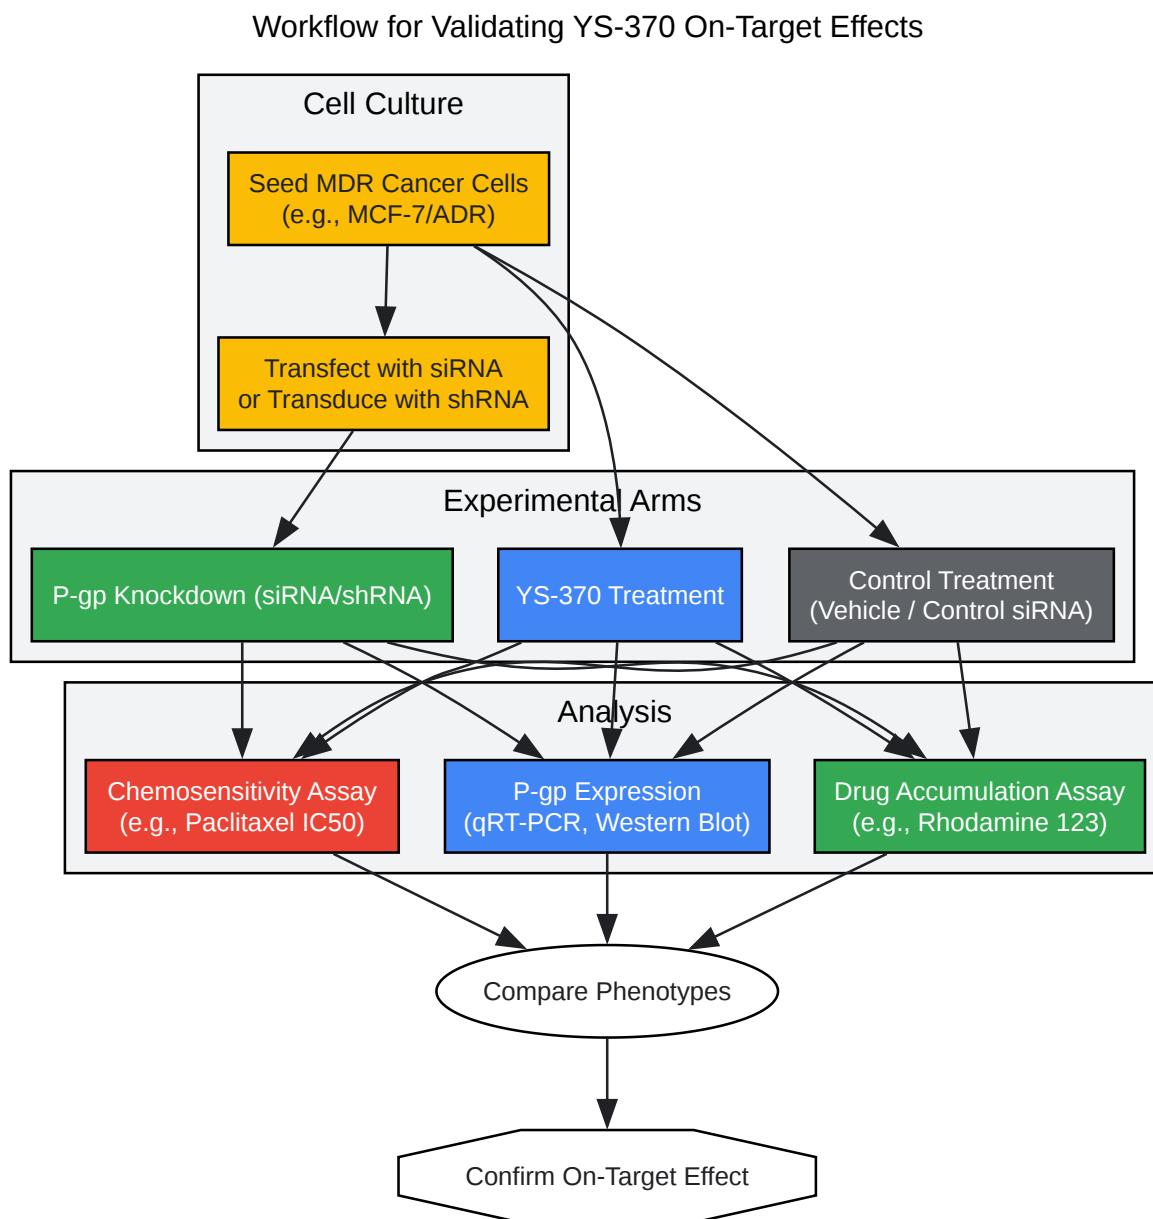 Workflow for Validating YS-370 On-Target Effects
Cell Culture
Seed MDR Cancer Cells
(e.g., MCF-7/ADR)
Transfect with siRNA
or Transduce with shRNA
Experimental Arms
P-gp Knockdown (siRNA/shRNA)
YS-370 Treatment
Control Treatment
(Vehicle / Control siRNA)
Analysis
Chemosensitivity Assay
(e.g., Paclitaxel IC50)
P-gp Expression
(qRT-PCR, Western Blot)
Drug Accumulation Assay
(e.g., Rhodamine 123)
Compare Phenotypes
Confirm On-Target Effect